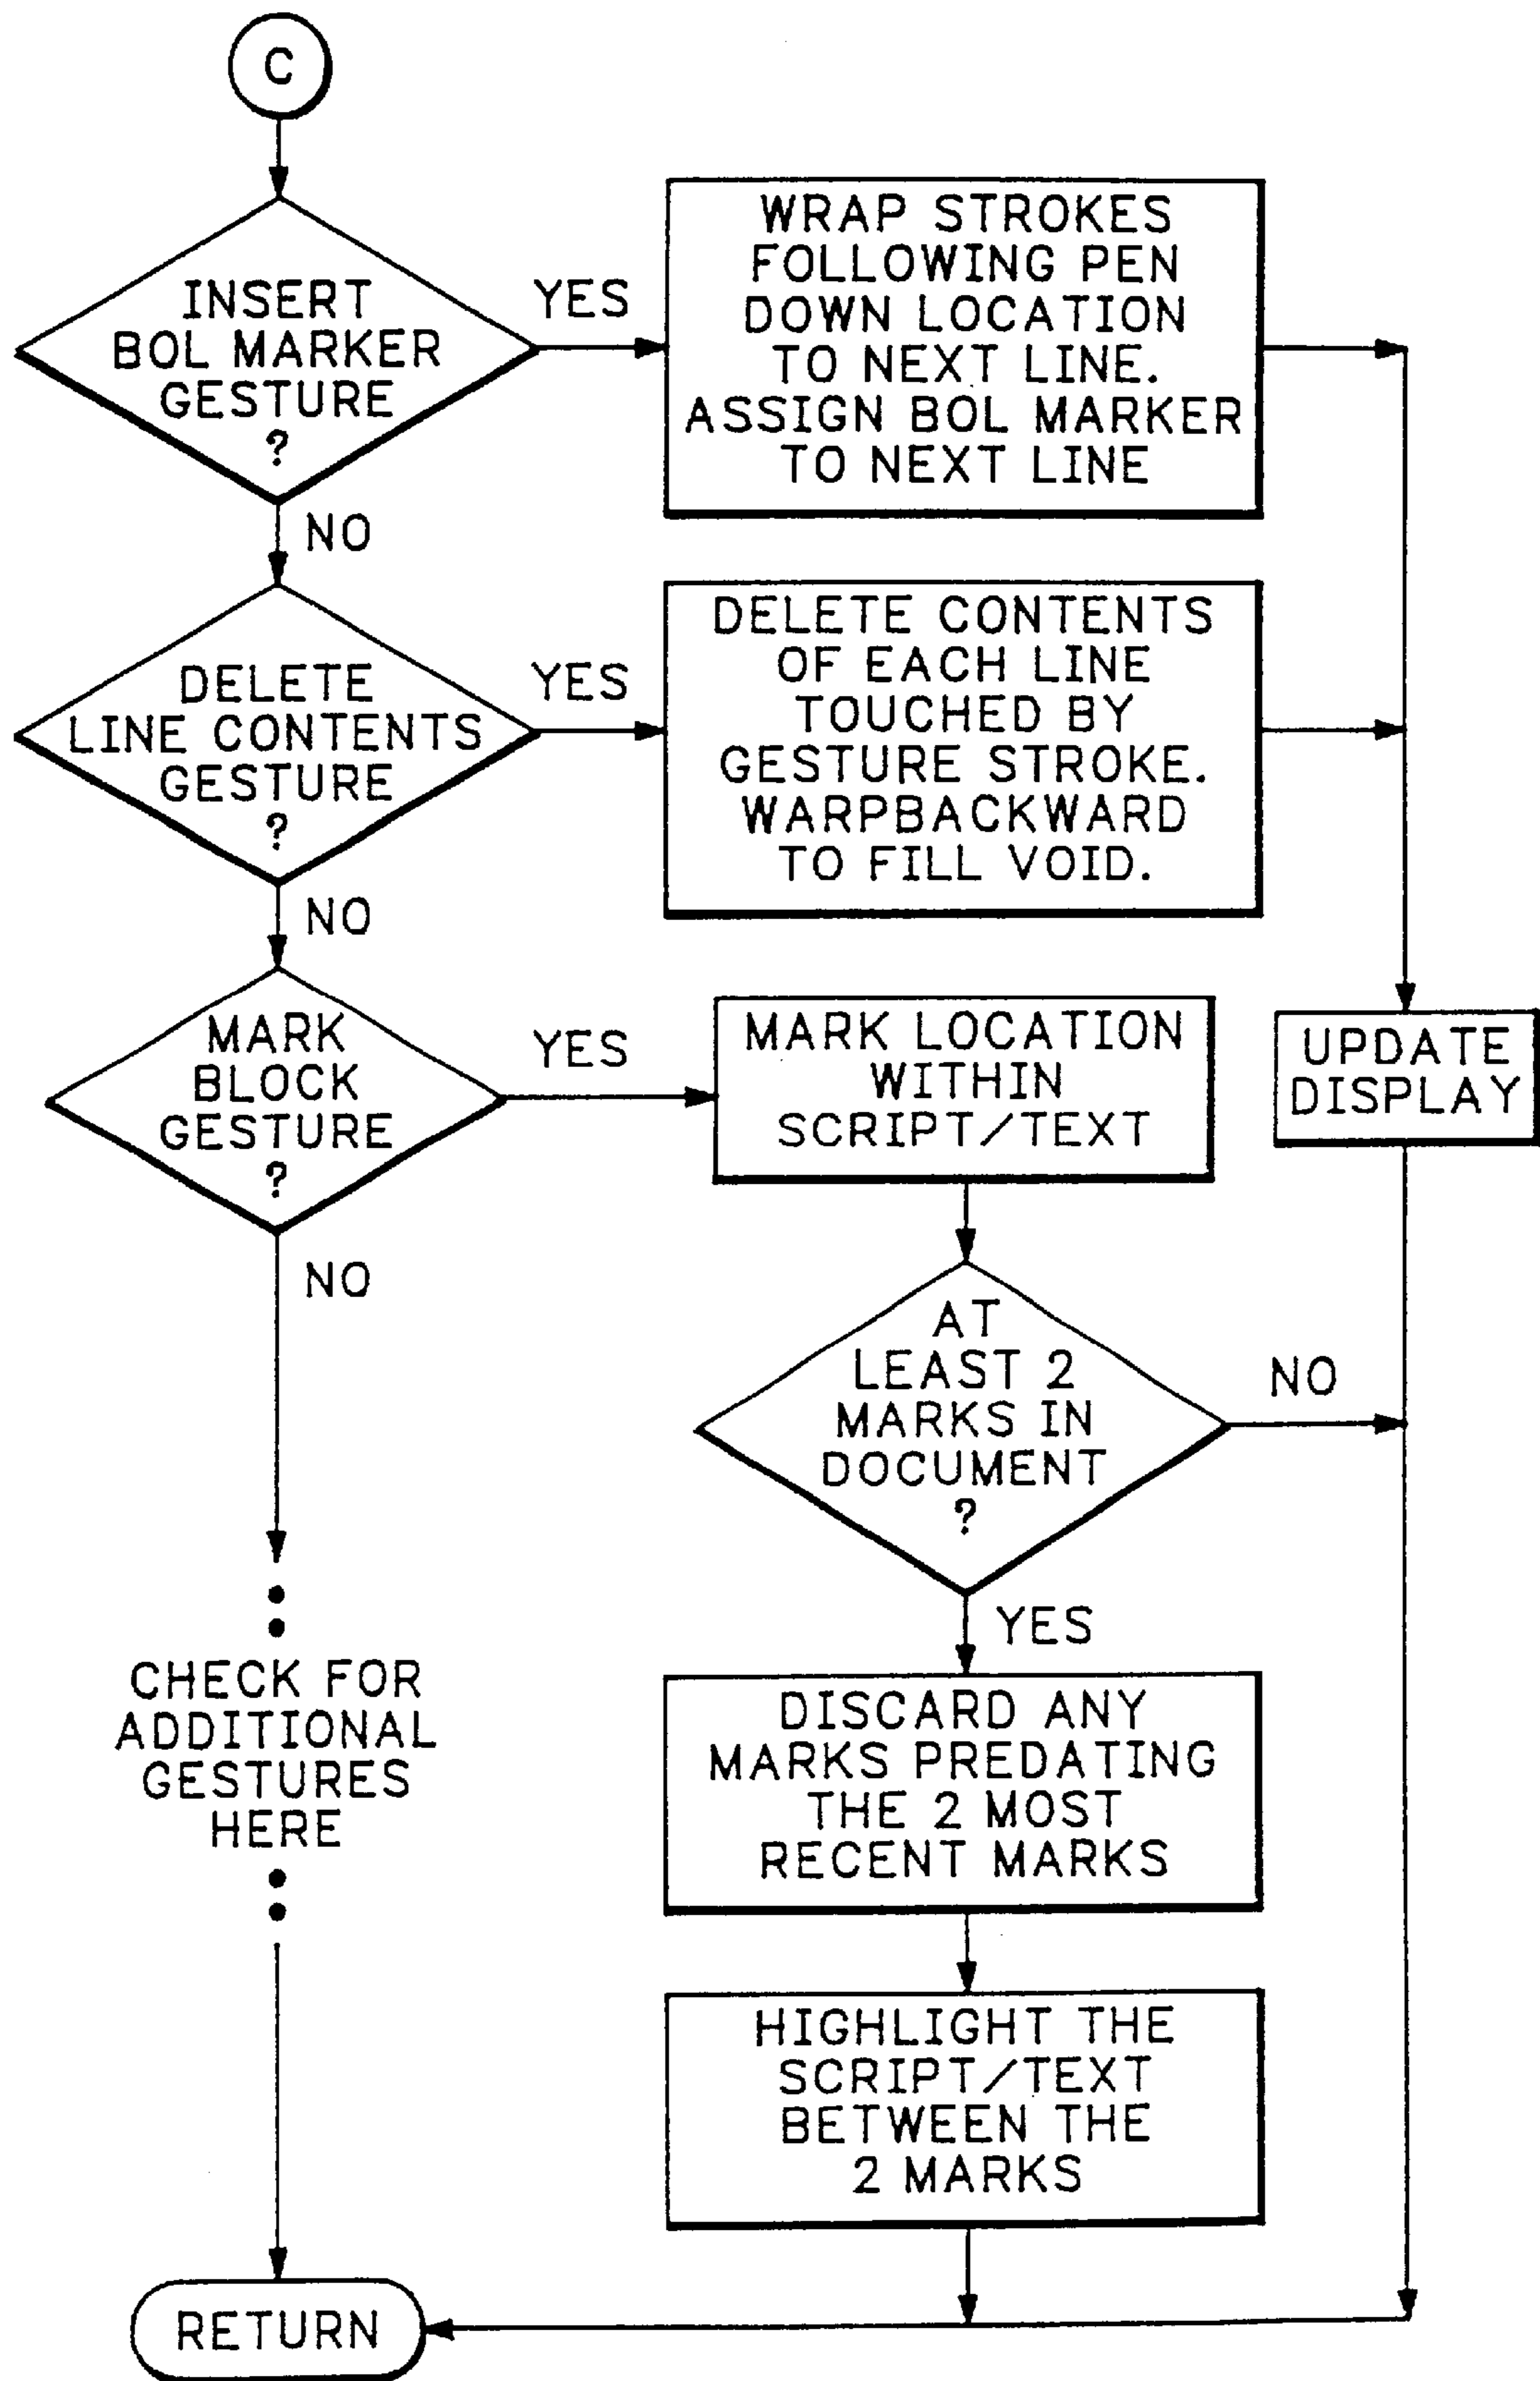 C
INSERT
BOL MARKER
GESTURE
?
YES
WRAP STROKES
FOLLOWING PEN
DOWN LOCATION
TO NEXT LINE.
ASSIGN BOL MARKER
TO NEXT LINE
NO
DELETE
LINE CONTENTS
GESTURE
?
YES
DELETE CONTENTS
OF EACH LINE
TOUCHED BY
GESTURE STROKE.
WARPBACKWARD
TO FILL VOID.
NO
MARK
BLOCK
GESTURE
?
YES
MARK LOCATION
WITHIN
SCRIPT/TEXT
UPDATE
DISPLAY
NO
AT
LEAST 2
MARKS IN
DOCUMENT
?
NO
YES
CHECK FOR
ADDITIONAL
GESTURES
HERE
DISCARD ANY
MARKS PREDATING
THE 2 MOST
RECENT MARKS
HIGHLIGHT THE
SCRIPT/TEXT
BETWEEN THE
2 MARKS
RETURN